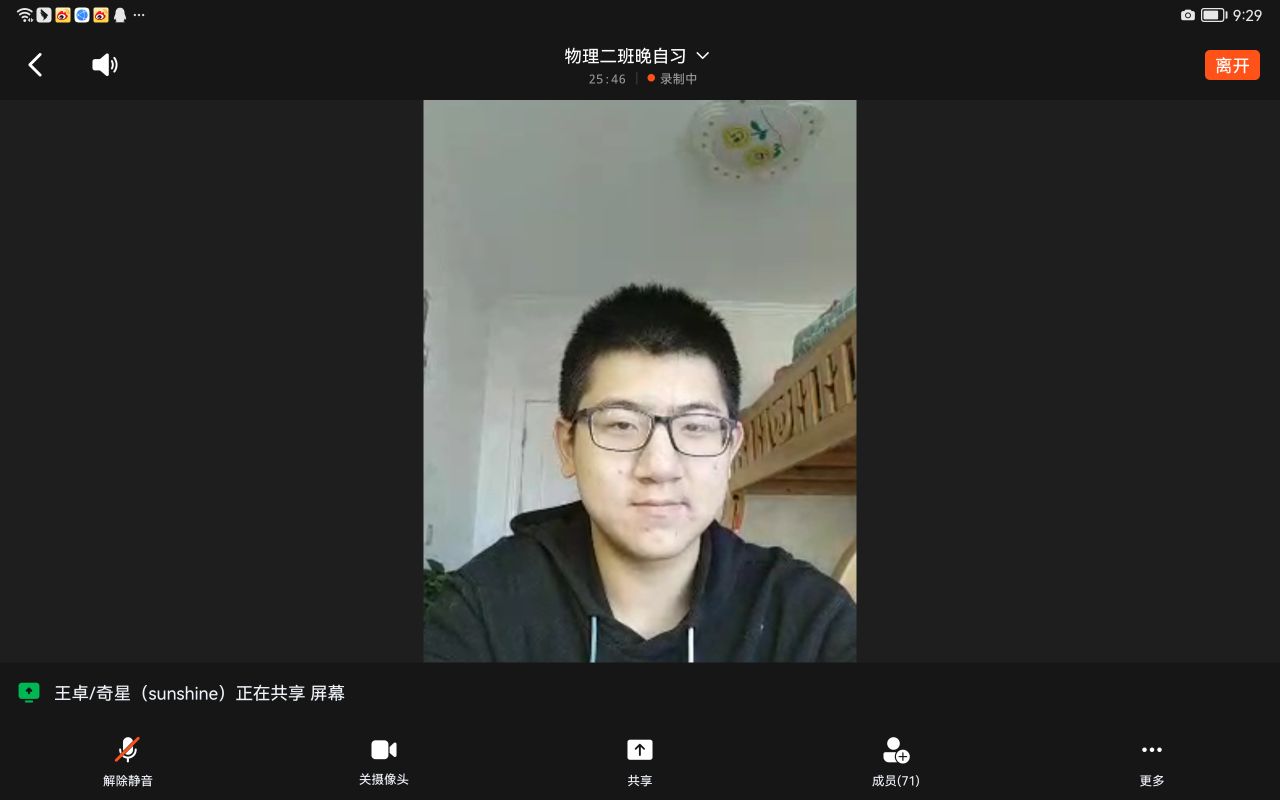 9:29
物理二班晚自习
25:46 录制中
离开
王卓/奇星（sunshine）正在共享 屏幕
解除静音
关摄像头
共享
成员(71)
更多